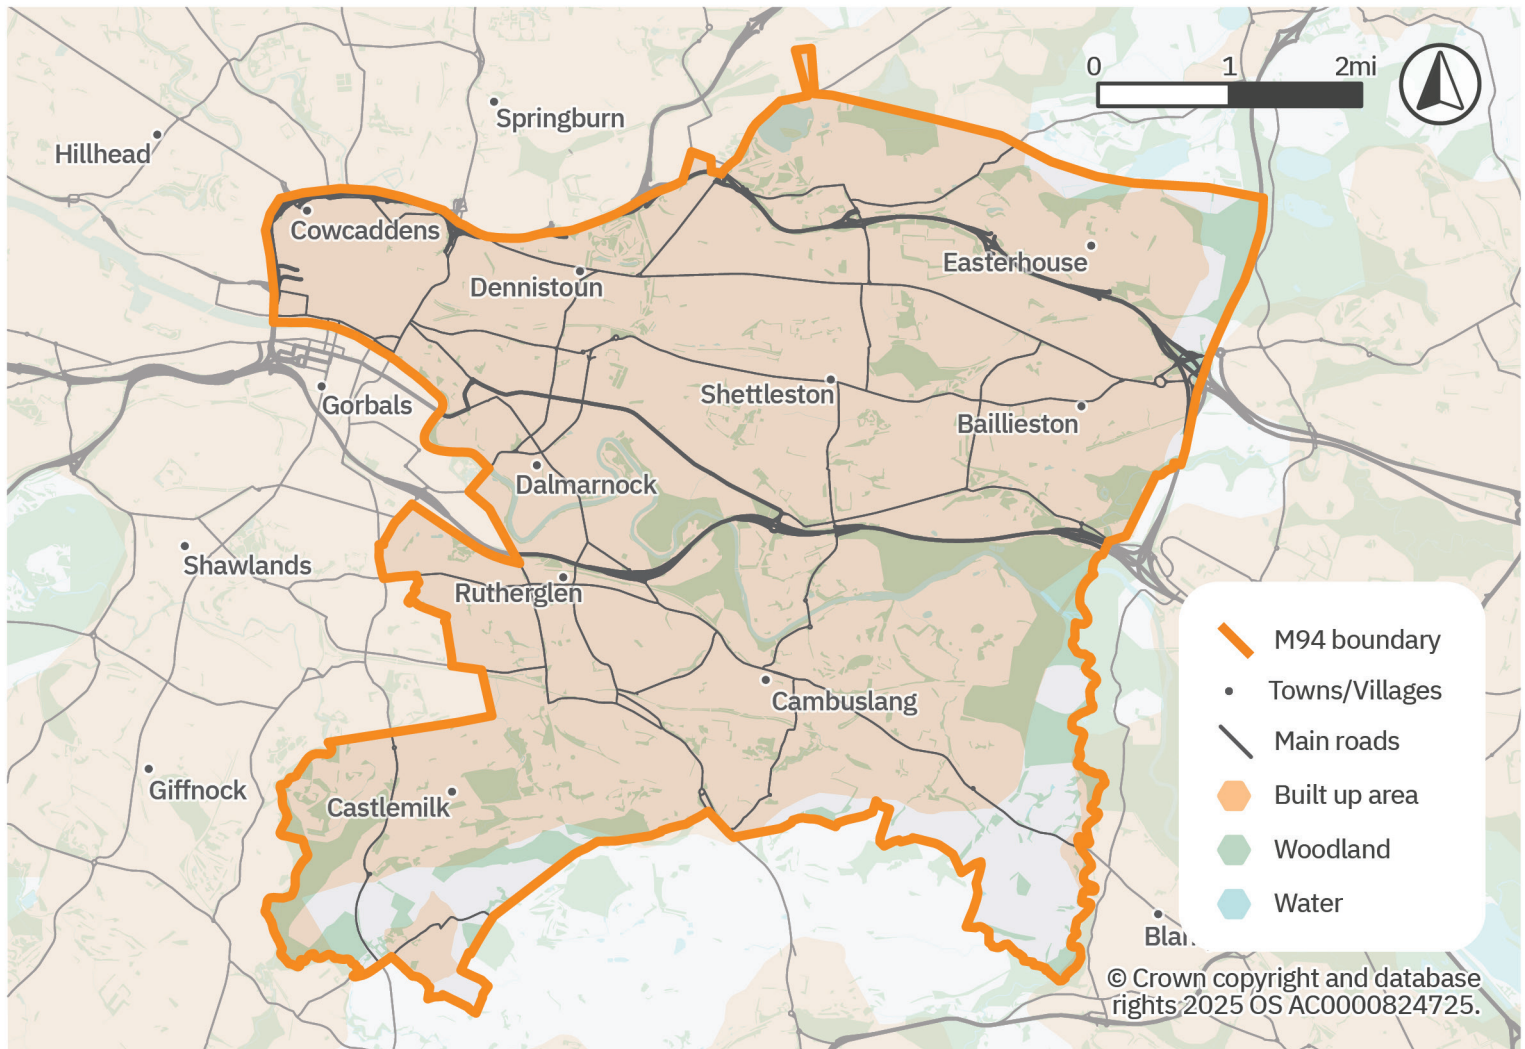 0 1 2mi
Springburn
Hillhead
Cowcaddens
Easterhouse
Dennistoun
Shettleston
Gorbals
Baillieston
Dalmarnock
Shawlands
Rutherglen
M94 boundary
Towns/Villages
Cambuslang
Main roads
Giffnock
Built up area
Castlemilk
Woodland
Water
Blan
© Crown copyright and database
rights 2025 OS AC0000824725.